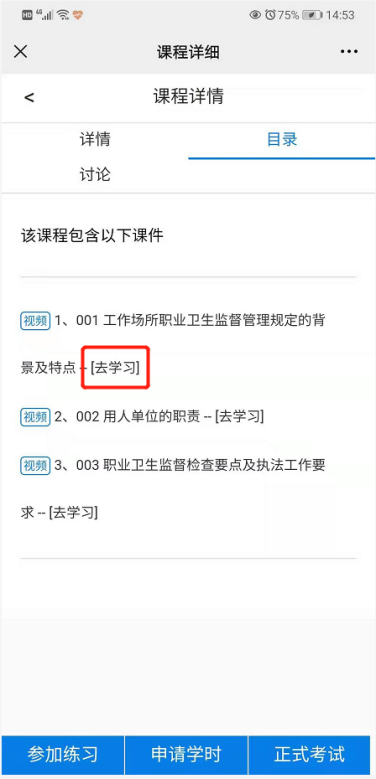 HD 4G 75% 14:53
× 课程详细 ...
< 课程详情
详情 目录
讨论
该课程包含以下课件
视频 1、001 工作场所职业卫生监督管理规定的背
景及特点 -- [去学习]
视频 2、002 用人单位的职责 -- [去学习]
视频 3、003 职业卫生监督检查要点及执法工作要
求 -- [去学习]
参加练习 申请学时 正式考试